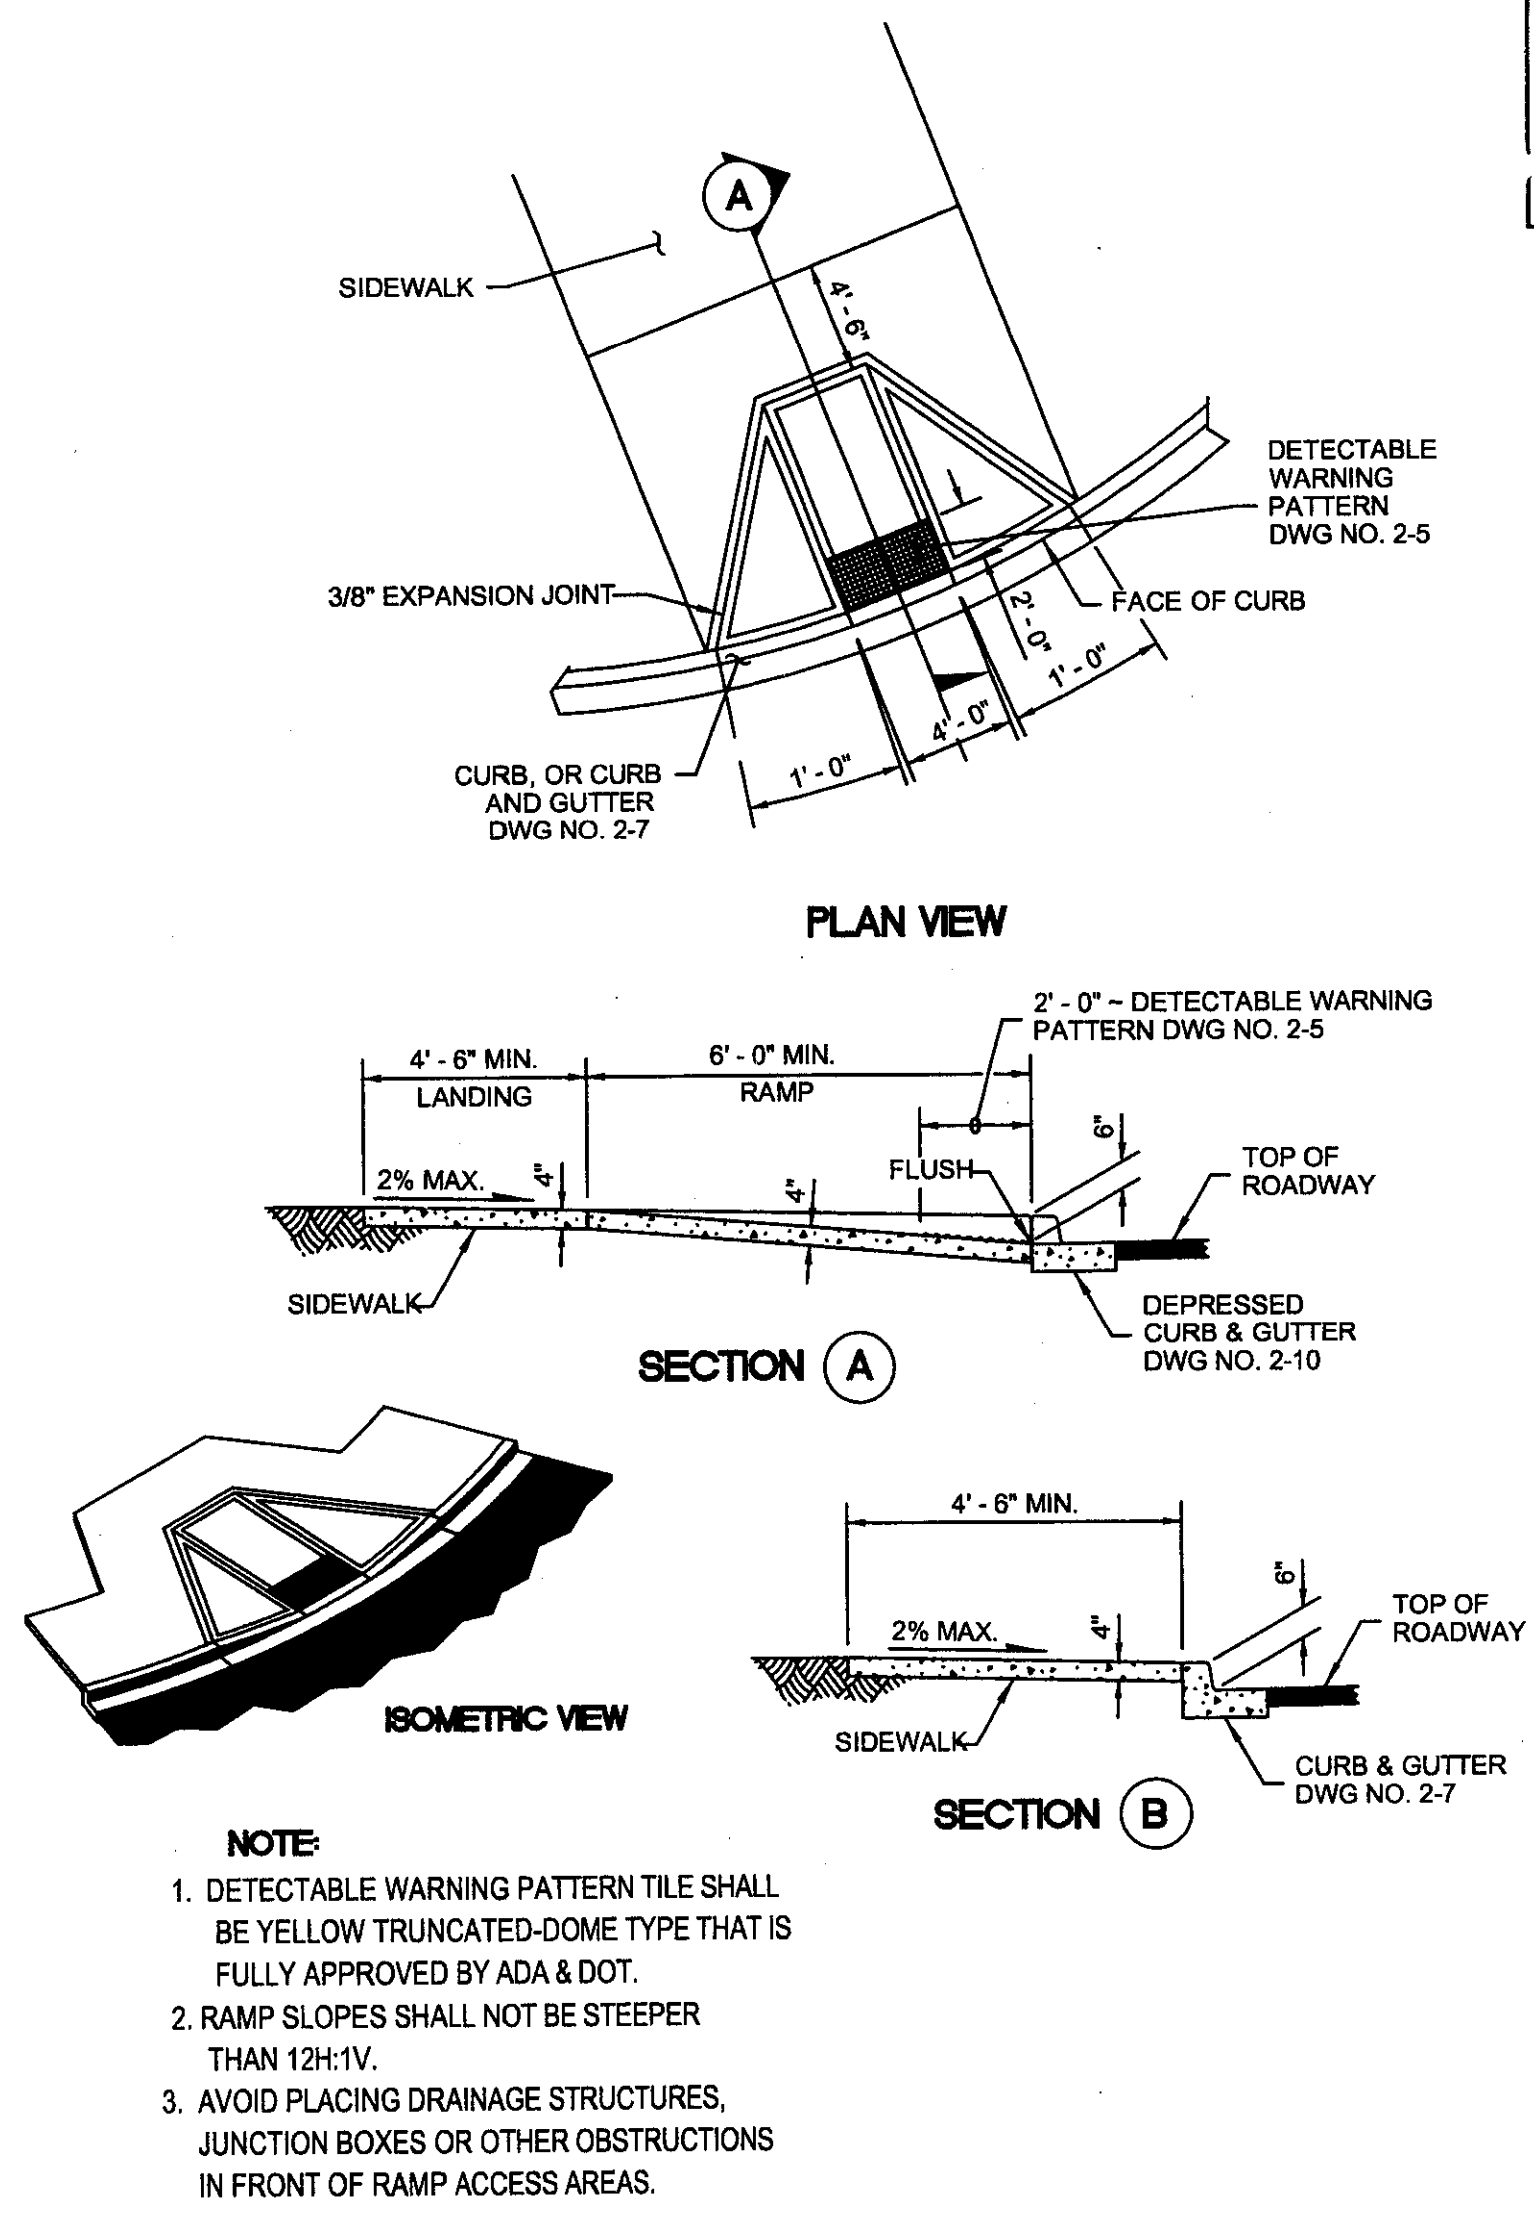 A
SIDEWALK
4' - 6"
DETECTABLE
WARNING
PATTERN
DWG NO. 2-5
3/8" EXPANSION JOINT
FACE OF CURB
2' - 0"
1' - 0"
4' - 0"
1' - 0"
CURB, OR CURB
AND GUTTER
DWG NO. 2-7
PLAN VIEW
2' - 0" ~ DETECTABLE WARNING
PATTERN DWG NO. 2-5
4' - 6" MIN.
LANDING
6' - 0" MIN.
RAMP
6"
FLUSH
TOP OF
ROADWAY
2% MAX.
4"
4"
SIDEWALK
DEPRESSED
CURB & GUTTER
DWG NO. 2-10
SECTION A
4' - 6" MIN.
6"
TOP OF
ROADWAY
2% MAX.
4"
ISOMETRIC VIEW
SIDEWALK
CURB & GUTTER
DWG NO. 2-7
SECTION B
NOTE:
1. DETECTABLE WARNING PATTERN TILE SHALL
BE YELLOW TRUNCATED-DOME TYPE THAT IS
FULLY APPROVED BY ADA & DOT.
2. RAMP SLOPES SHALL NOT BE STEEPER
THAN 12H:1V.
3. AVOID PLACING DRAINAGE STRUCTURES,
JUNCTION BOXES OR OTHER OBSTRUCTIONS
IN FRONT OF RAMP ACCESS AREAS.